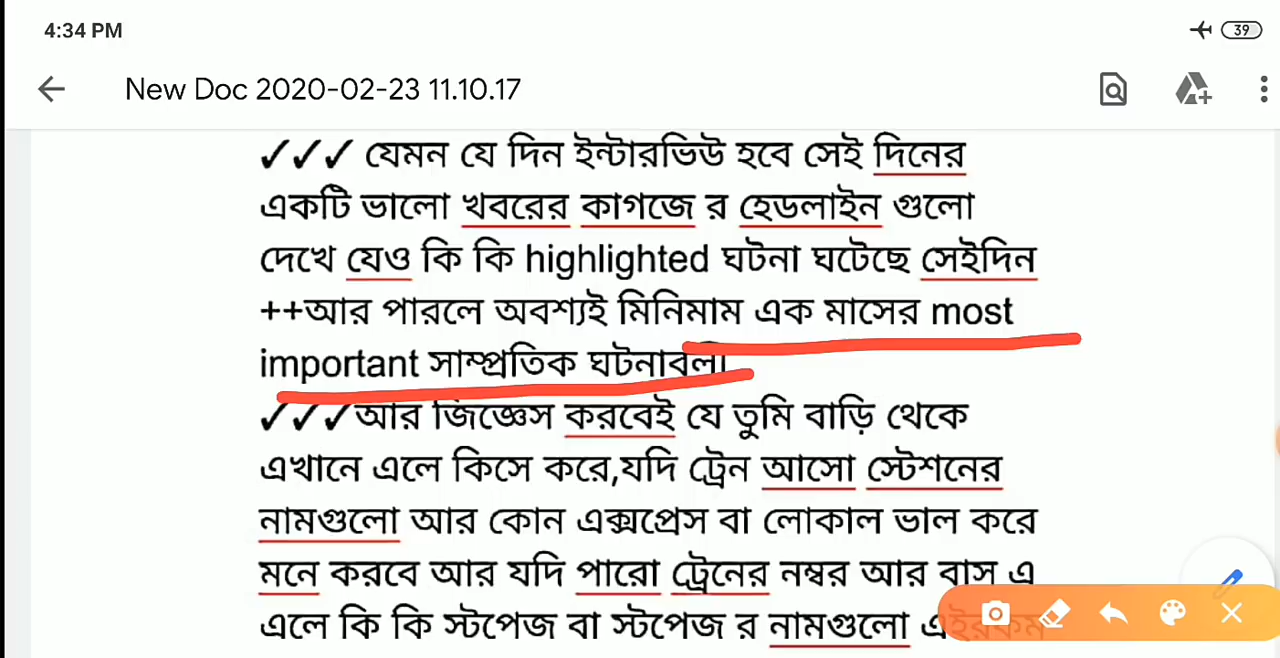 4:34 PM
39
New Doc 2020-02-23 11.10.17
✓✓✓ যেমন যে দিন ইন্টারভিউ হবে সেই দিনের
একটি ভালো খবরের কাগজে র হেডলাইন গুলো
দেখে যেও কি কি highlighted ঘটনা ঘটেছে সেইদিন
++আর পারলে অবশ্যই মিনিমাম এক মাসের most
important সাম্প্রতিক ঘটনাবলী
✓✓✓আর জিজ্ঞেস করবেই যে তুমি বাড়ি থেকে
এখানে এলে কিসে করে,যদি ট্রেন আসো স্টেশনের
নামগুলো আর কোন এক্সপ্রেস বা লোকাল ভাল করে
মনে করবে আর যদি পারো ট্রেনের নম্বর আর বাস এ
এলে কি কি স্টপেজ বা স্টপেজ র নামগুলো এইরকম